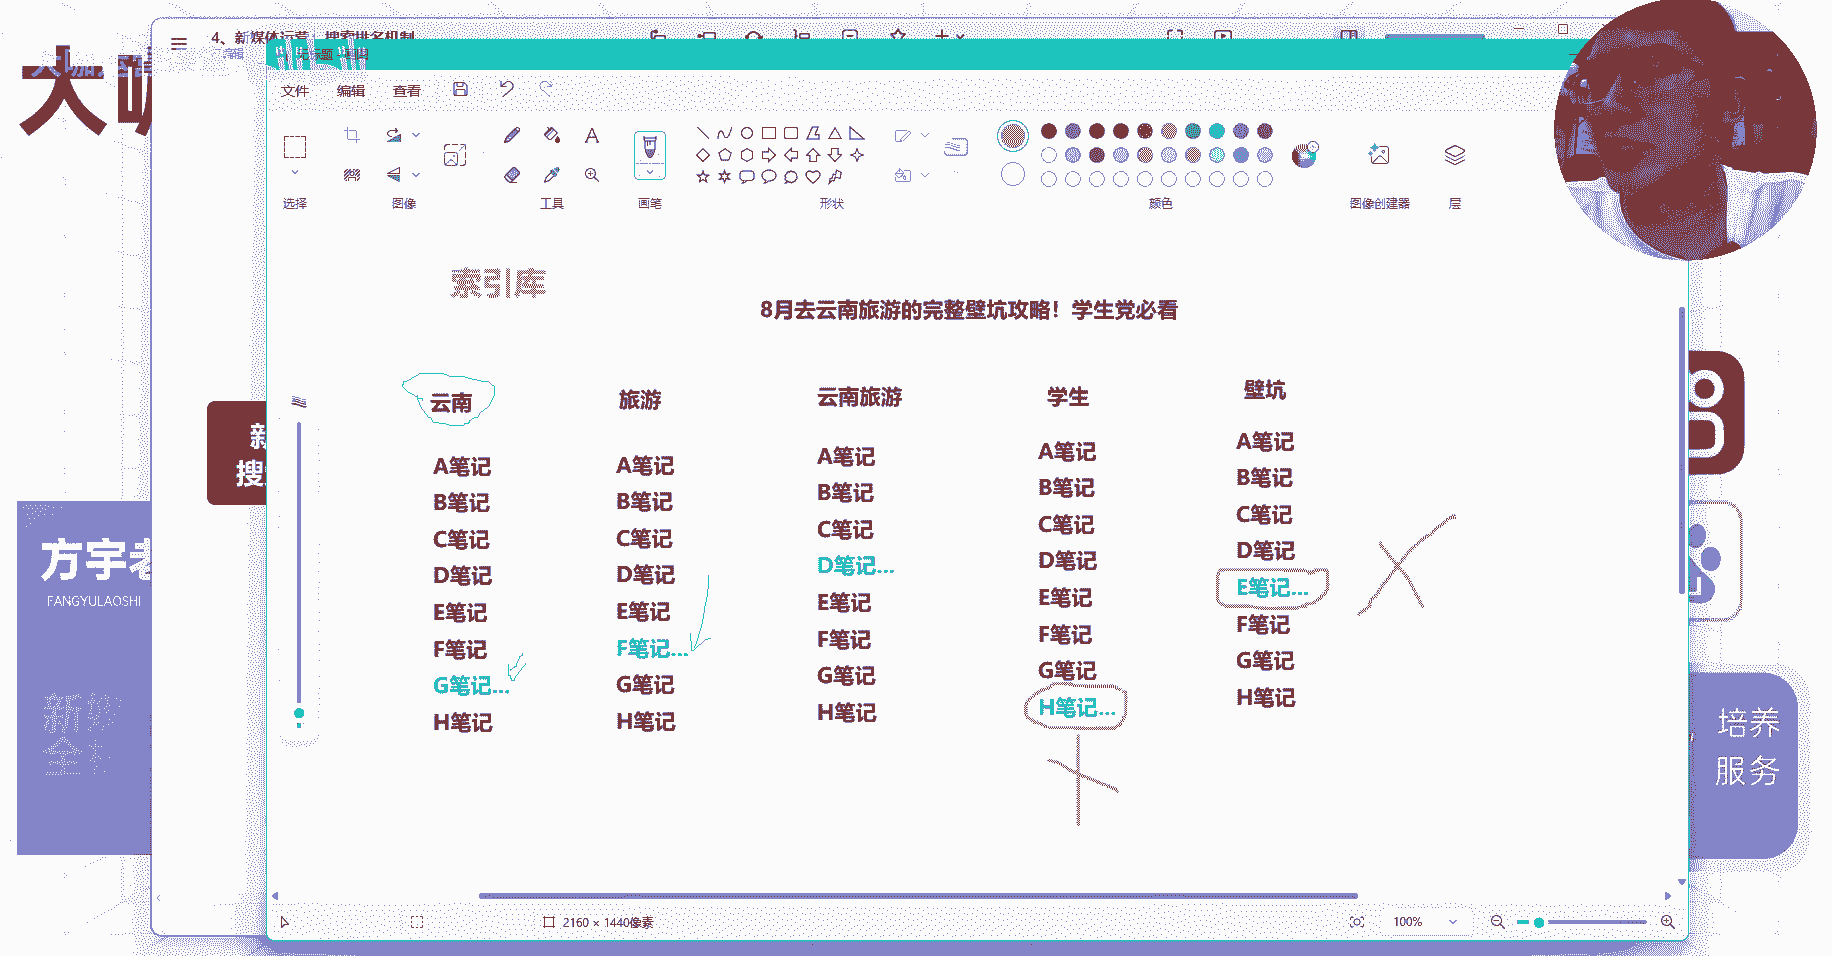 大咖
4、新媒体运营 搜索排名机制
编辑
文件 编辑 查看
选择 图像 工具 画笔 形状 颜色 图像创建器 层
索引库
8月去云南旅游的完整壁坑攻略！学生党必看
云南 旅游 云南旅游 学生 壁坑
A笔记 A笔记 A笔记 A笔记 A笔记
B笔记 B笔记 B笔记 B笔记 B笔记
C笔记 C笔记 C笔记 C笔记 C笔记
D笔记 D笔记 D笔记... D笔记 D笔记
E笔记 E笔记 E笔记 E笔记 E笔记...
F笔记 F笔记... F笔记 F笔记 F笔记
G笔记... G笔记 G笔记 G笔记 G笔记
H笔记 H笔记 H笔记 H笔记... H笔记
新
搜
方宇老
FANGYULAOSHI
培养
服务
2160 × 1440像素
100%